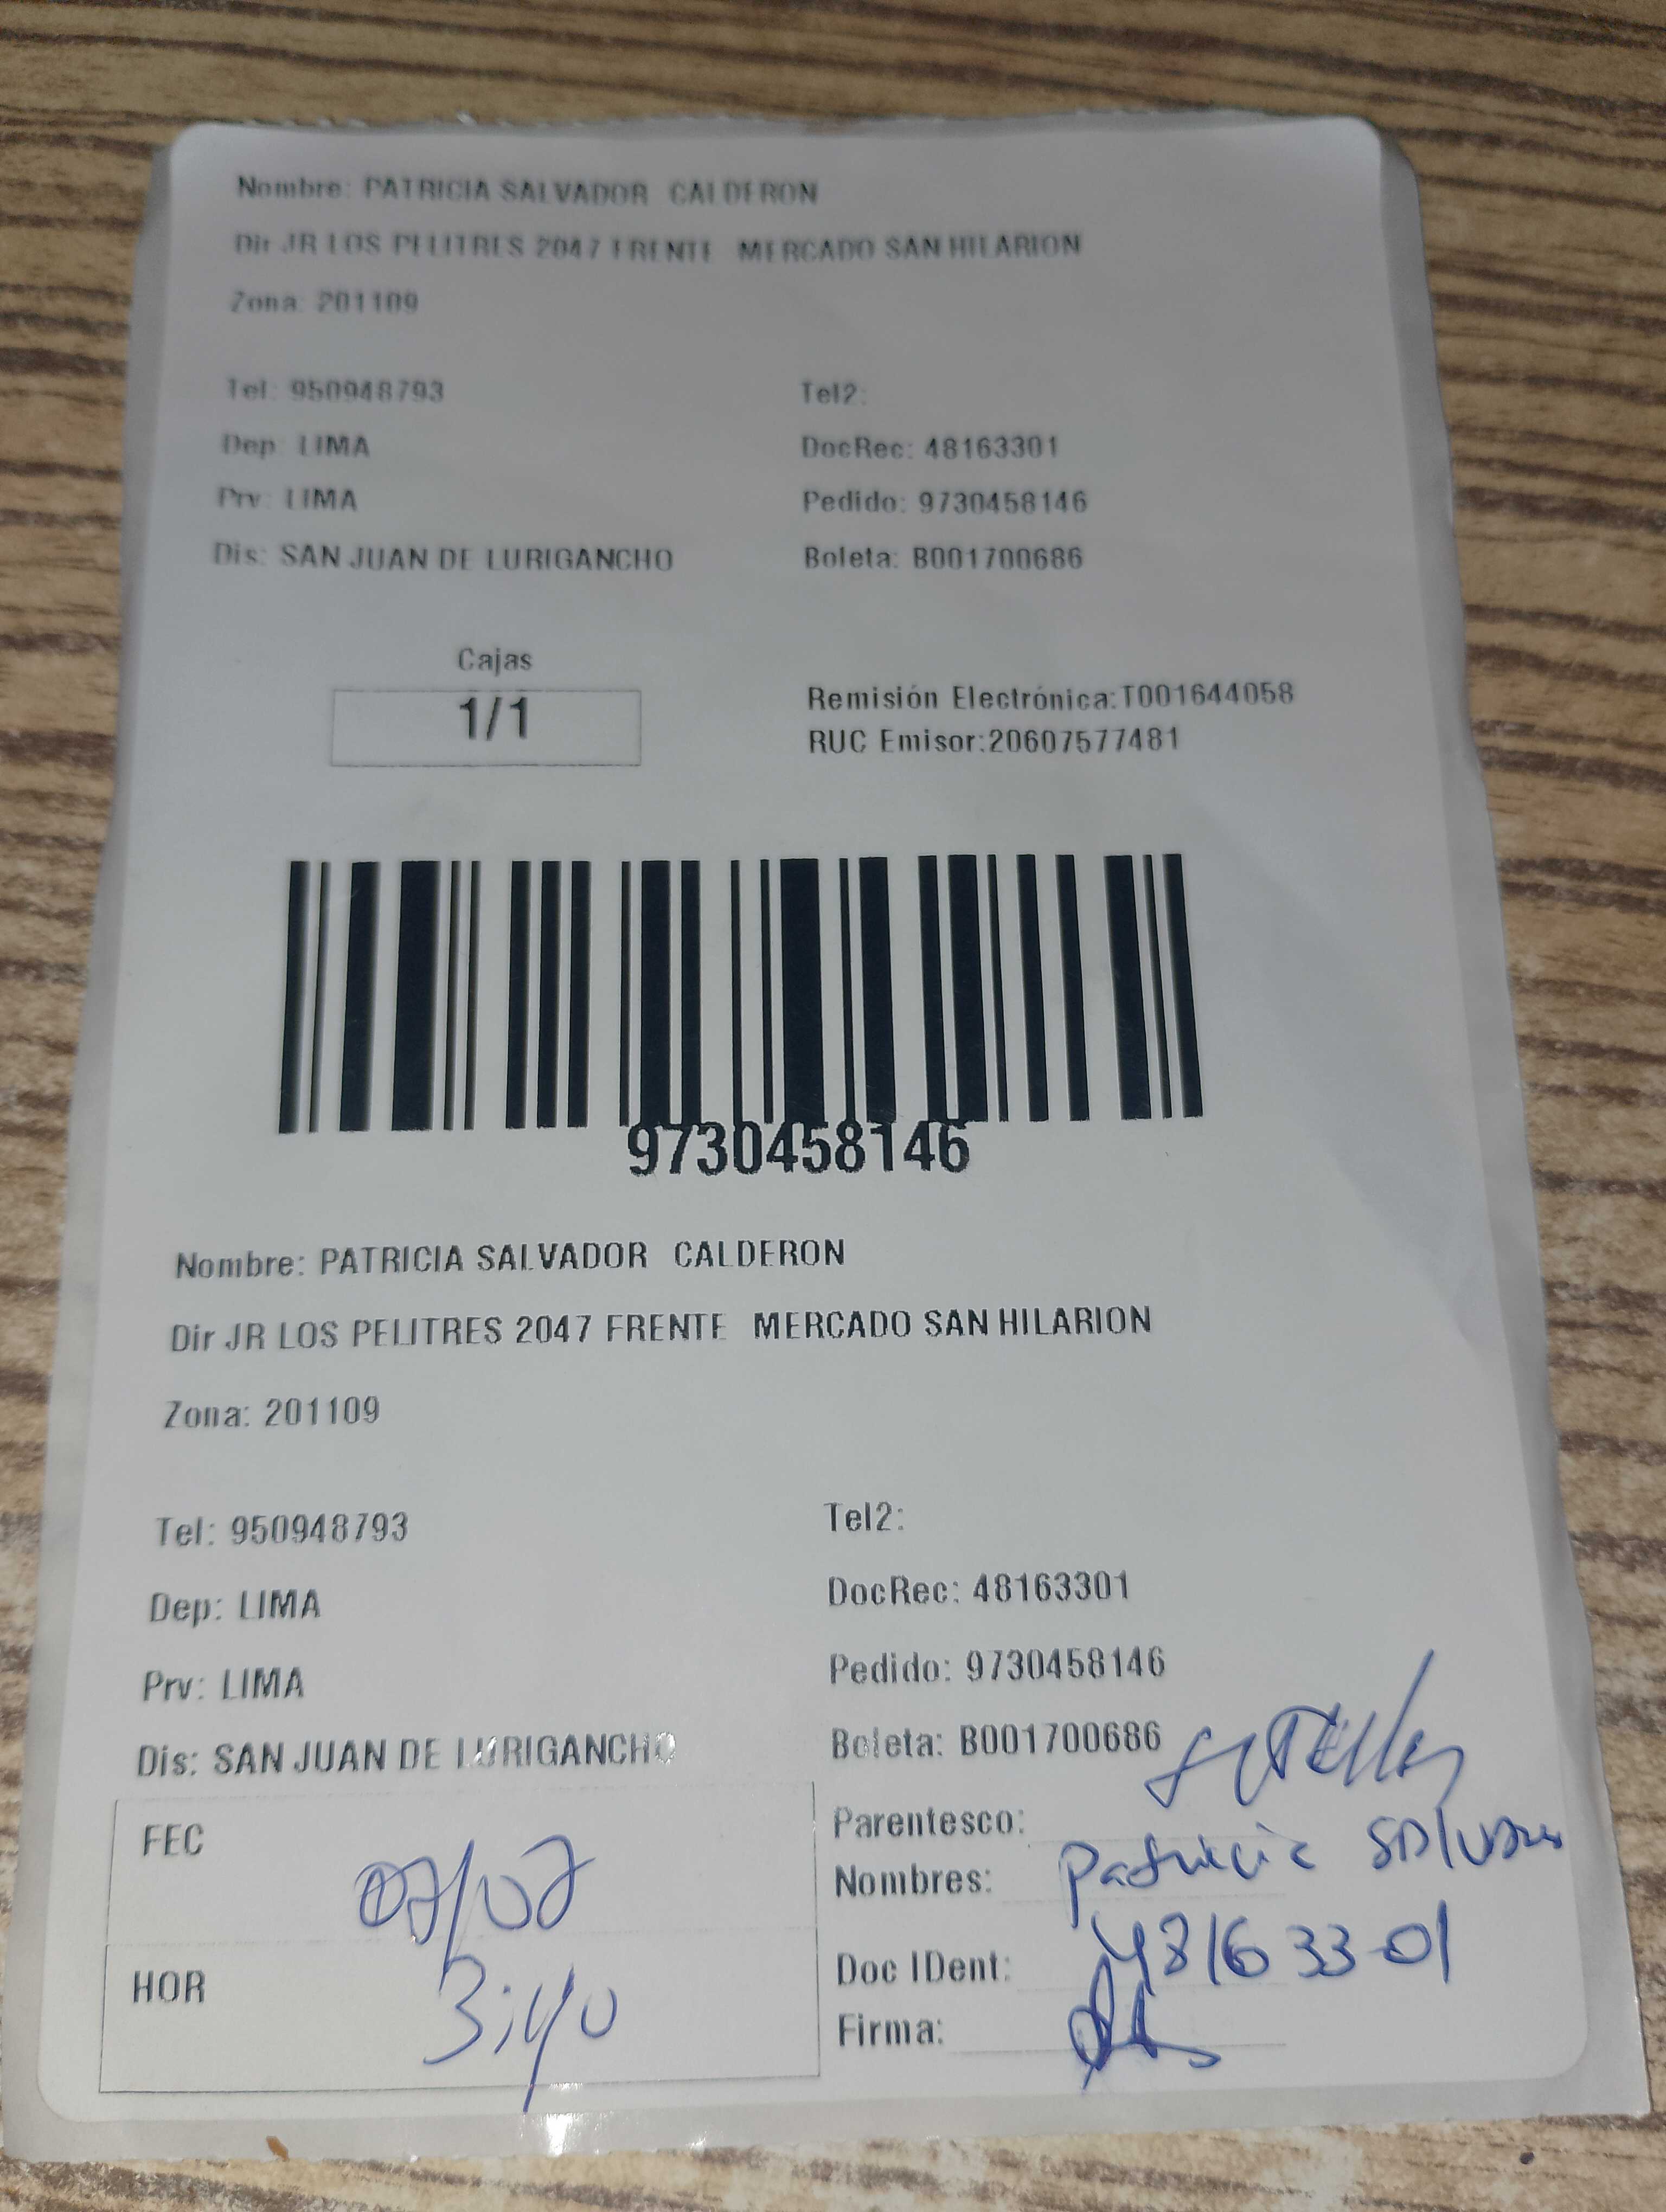 Nombre: PATRICIA SALVADOR CALDERON
Dir JR LOS PELITRES 2047 FRENTE MERCADO SAN HILARION
Zona: 201109
Tel: 950948793 Tel2:
Dep: LIMA DocRec: 48163301
Prv: LIMA Pedido: 9730458146
Dis: SAN JUAN DE LURIGANCHO Boleta: B001700686
Cajas
1/1
Remisión Electrónica:T001644058
RUC Emisor:20607577481
9730458146
Nombre: PATRICIA SALVADOR CALDERON
Dir JR LOS PELITRES 2047 FRENTE MERCADO SAN HILARION
Zona: 201109
Tel: 950948793 Tel2:
Dep: LIMA DocRec: 48163301
Prv: LIMA Pedido: 9730458146
Dis: SAN JUAN DE LURIGANCHO Boleta: B001700686
FEC 07/07
HOR 3:40
Parentesco:
Nombres: Patricia Salvador
Doc IDent: 48163301
Firma: